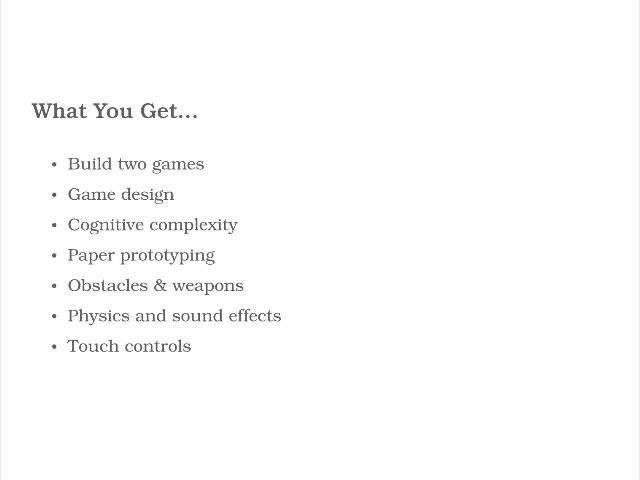 What You Get...
• Build two games
• Game design
• Cognitive complexity
• Paper prototyping
• Obstacles & weapons
• Physics and sound effects
• Touch controls